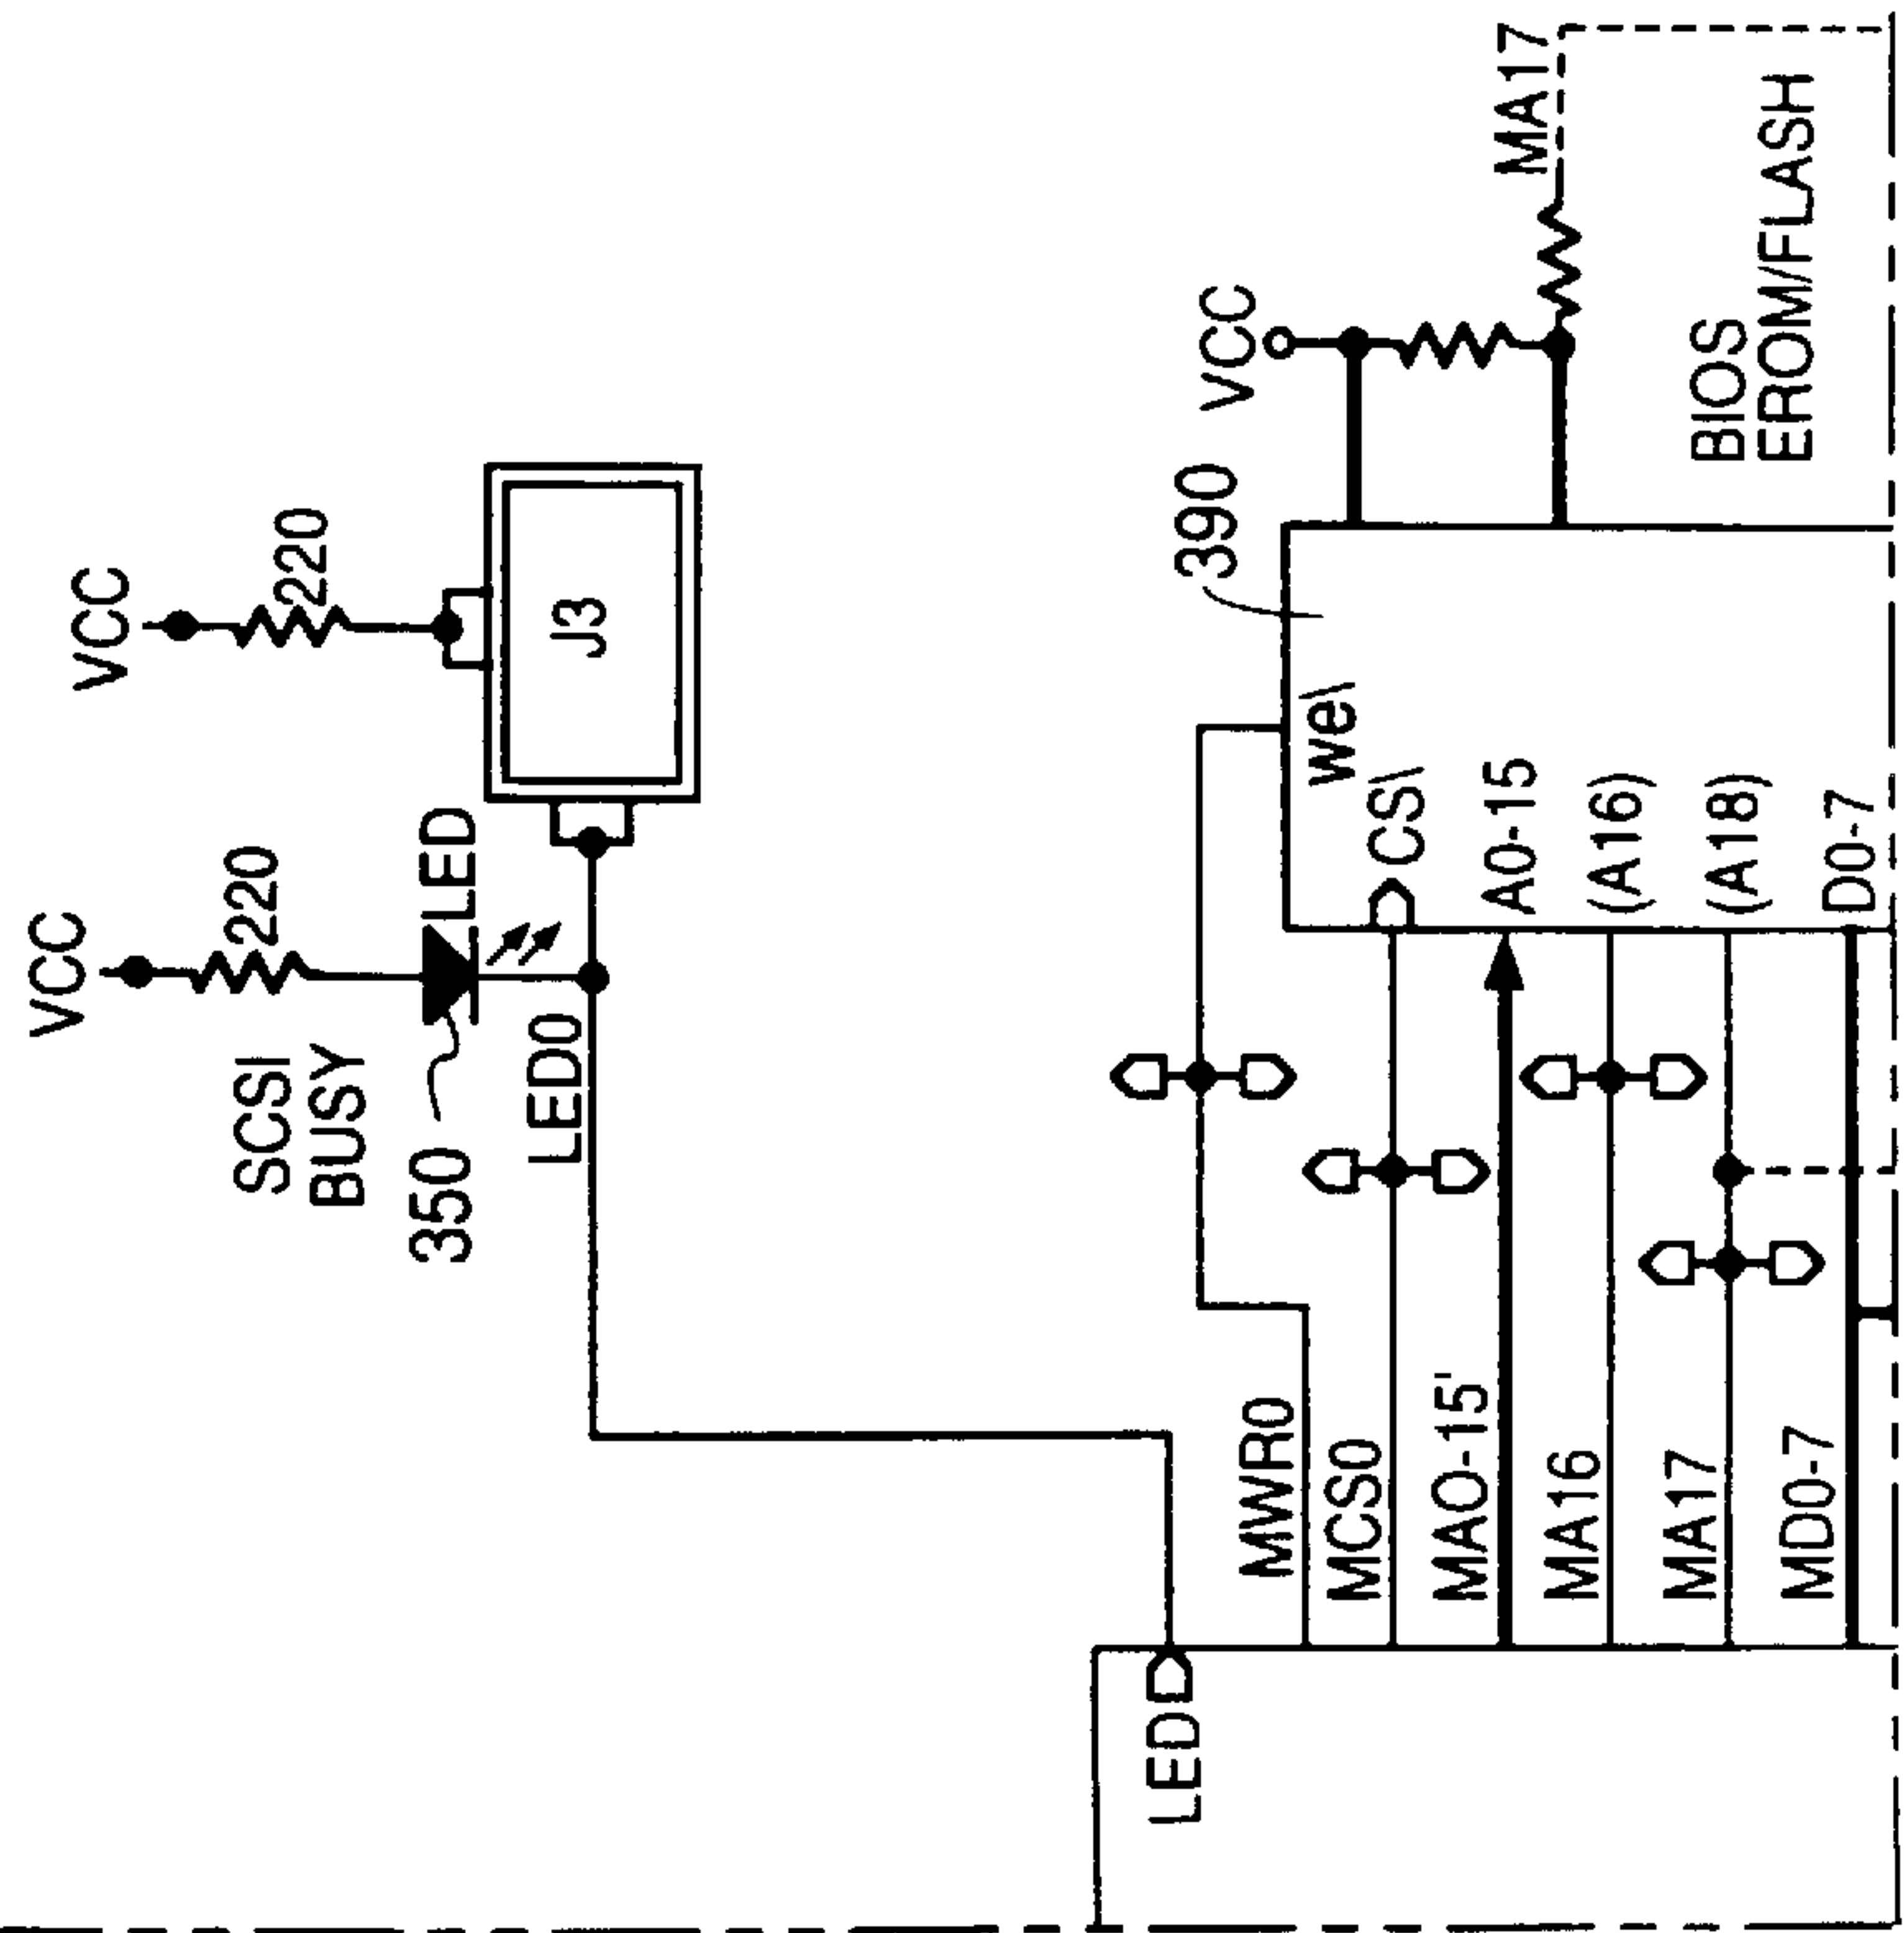 VCC
220
SCSI
BUSY
LED
350
LED0
VCC
220
J3
LED
MWR0
MCS0
MA0-15'
MA16
MA17
MD0-7
we\
CS\
A0-15
(A16)
(A18)
D0-7
390
VCC
MA17
BIOS
EROM/FLASH